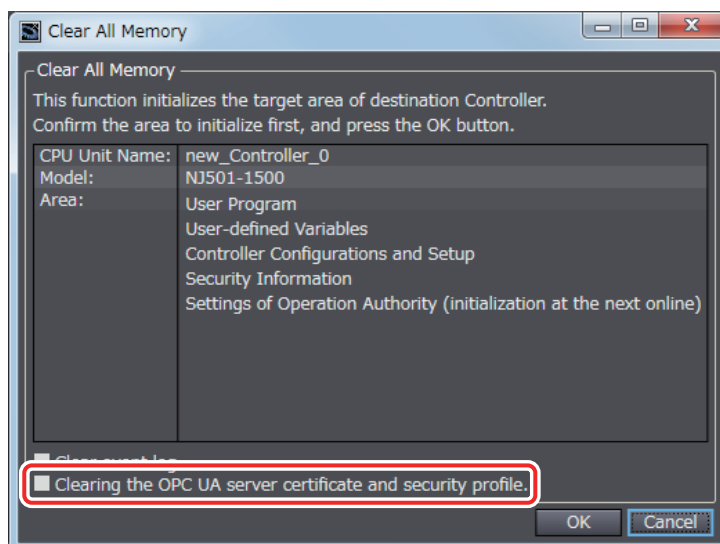 Clear All Memory
Clear All Memory
This function initializes the target area of destination Controller.
Confirm the area to initialize first, and press the OK button.
CPU Unit Name: new_Controller_0
Model: NJ501-1500
Area: User Program
User-defined Variables
Controller Configurations and Setup
Security Information
Settings of Operation Authority (initialization at the next online)
Clear event log
Clearing the OPC UA server certificate and security profile.
OK Cancel